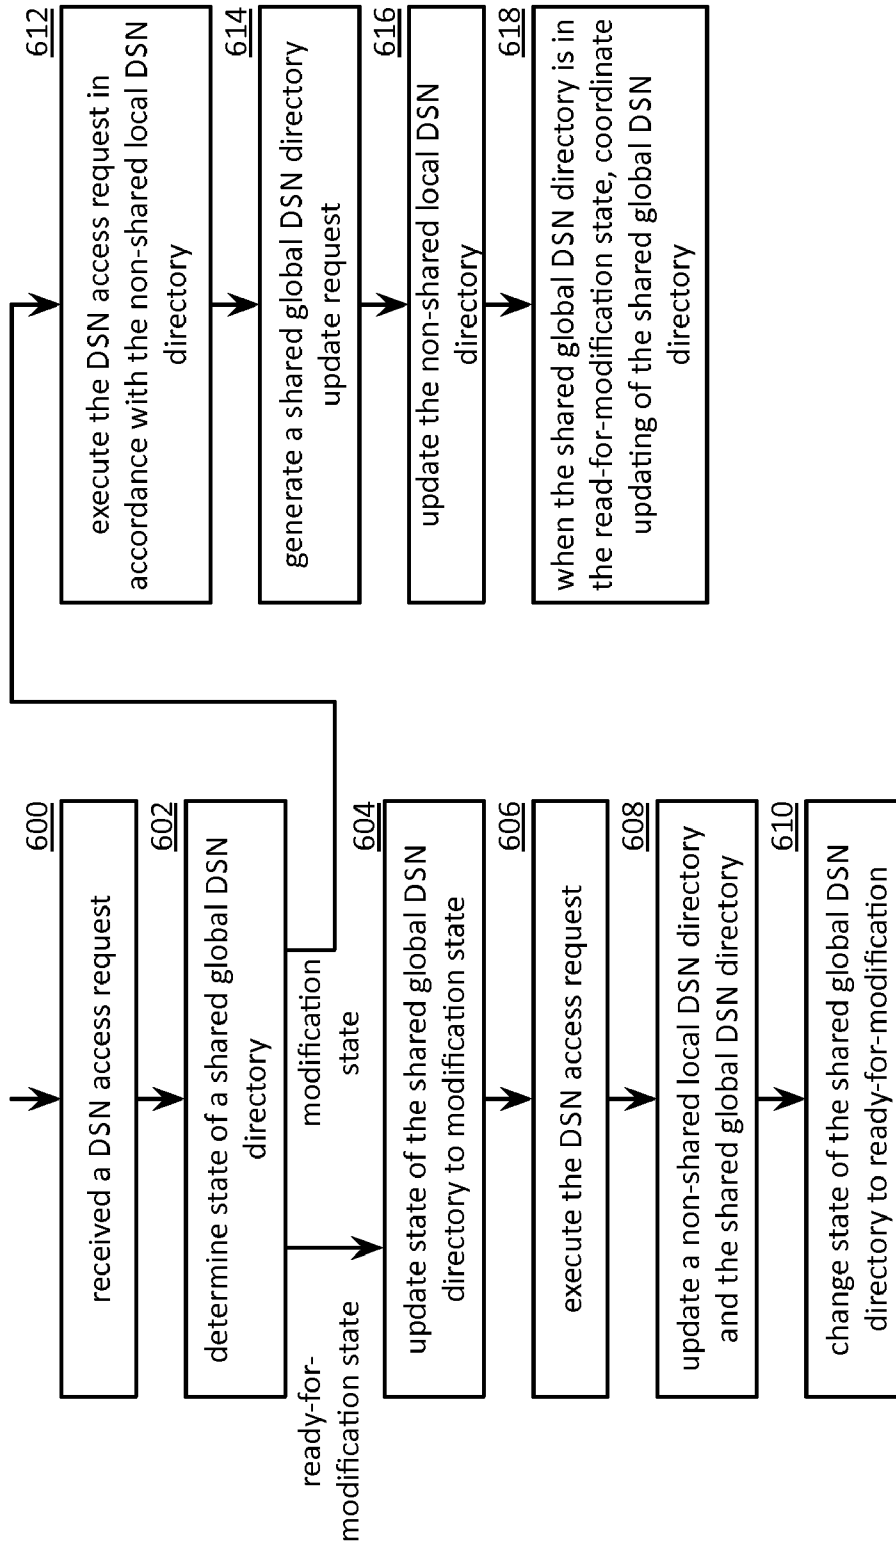 600
received a DSN access request
602
determine state of a shared global DSN
directory
ready-for-
modification state
modification
state
604
update state of the shared global DSN
directory to modification state
606
execute the DSN access request
608
update a non-shared local DSN directory
and the shared global DSN directory
610
change state of the shared global DSN
directory to ready-for-modification
612
execute the DSN access request in
accordance with the non-shared local DSN
directory
614
generate a shared global DSN directory
update request
616
update the non-shared local DSN
directory
618
when the shared global DSN directory is in
the read-for-modification state, coordinate
updating of the shared global DSN
directory